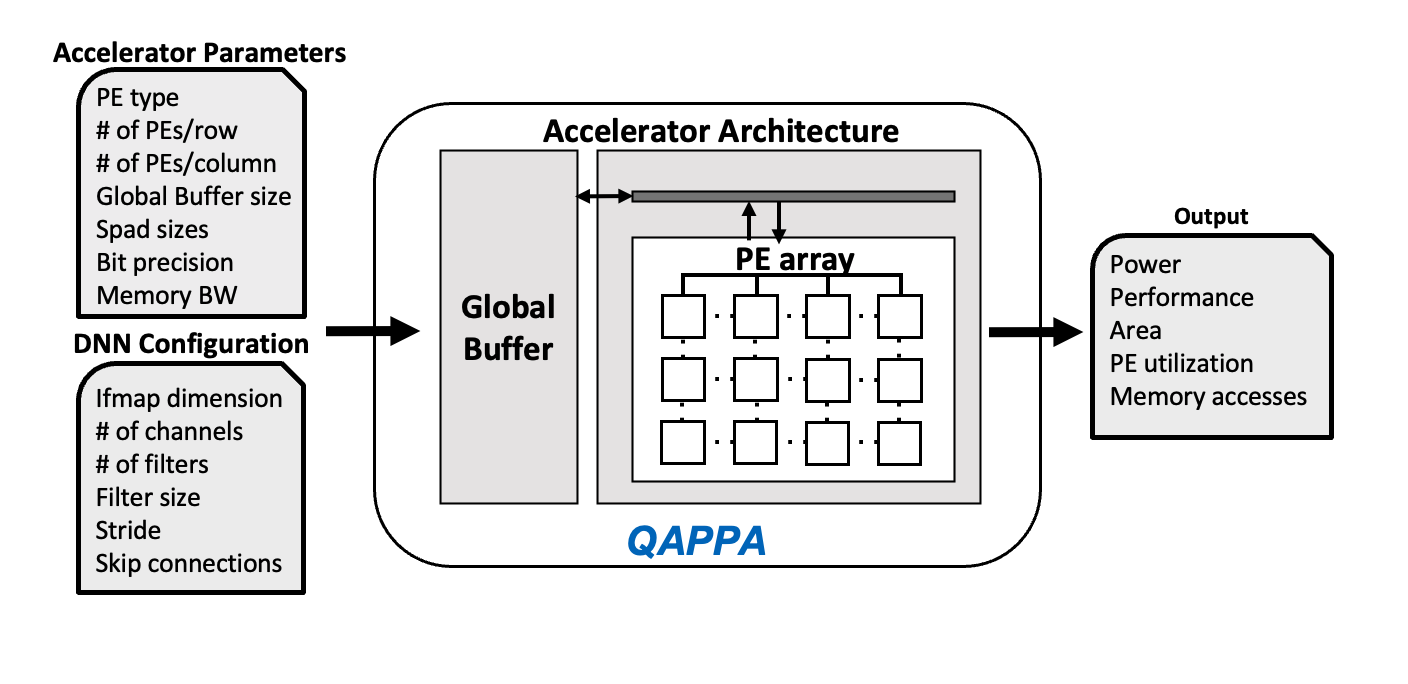 Accelerator Parameters
PE type
# of PEs/row
# of PEs/column
Global Buffer size
Spad sizes
Bit precision
Memory BW
DNN Configuration
Ifmap dimension
# of channels
# of filters
Filter size
Stride
Skip connections
Accelerator Architecture
Global
Buffer
PE array
QAPPA
Output
Power
Performance
Area
PE utilization
Memory accesses